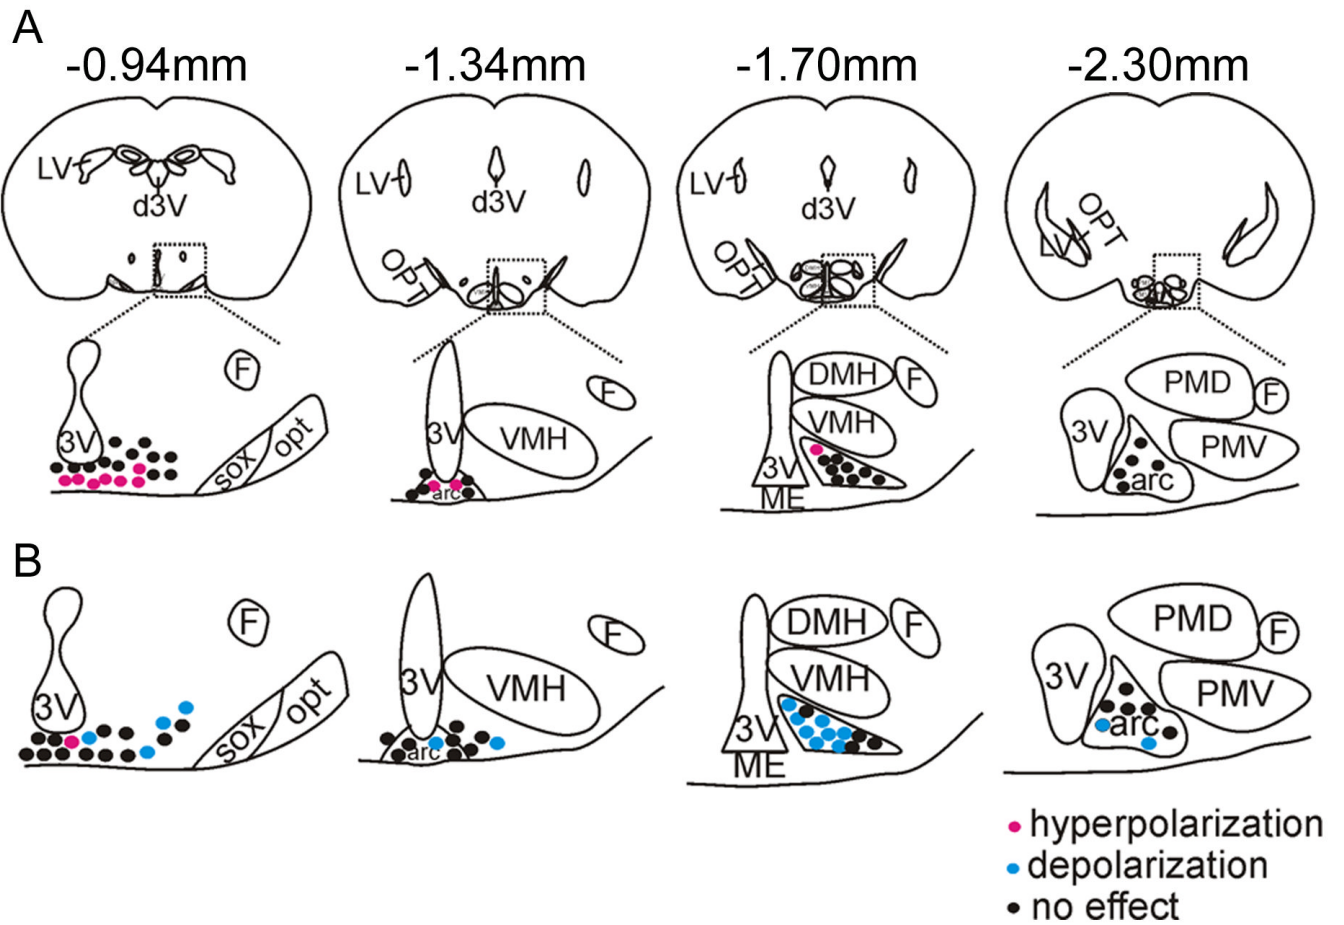 A
-0.94mm -1.34mm -1.70mm -2.30mm
LV d3V
LV d3V OPT
LV d3V OPT
LV OPT
3V F sox opt
3V VMH F arc
3V DMH VMH F ME
3V PMD F PMV arc
B
3V F sox opt
3V VMH F arc
3V DMH VMH F ME
3V PMD F PMV arc
hyperpolarization
depolarization
no effect